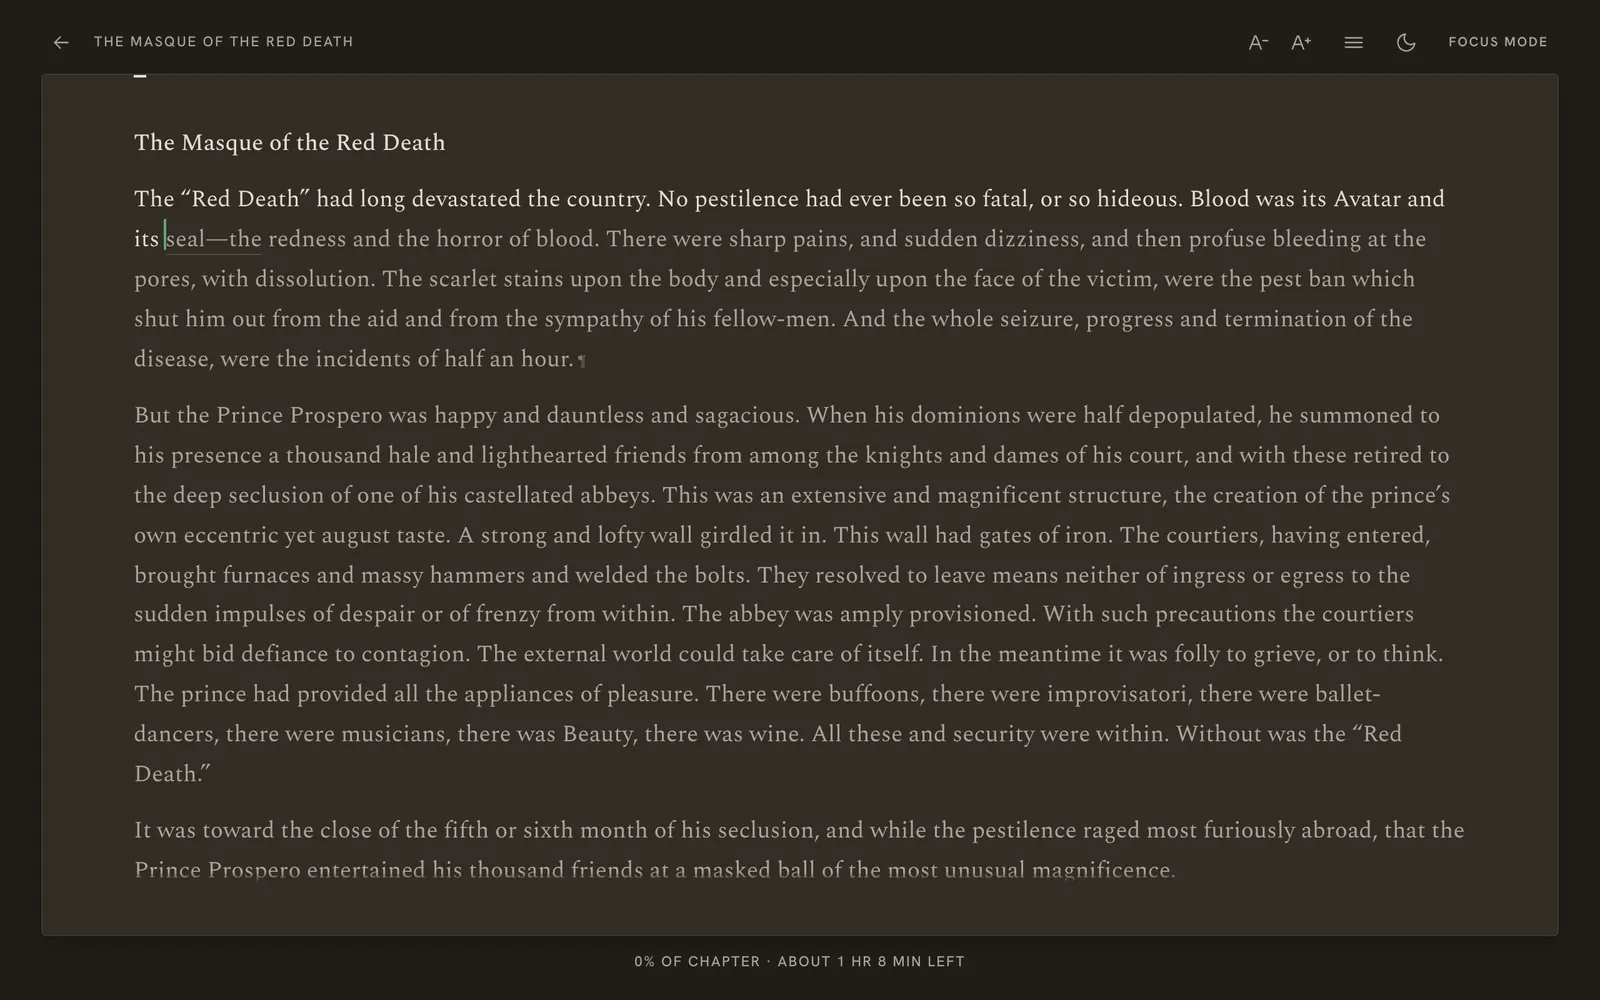 THE MASQUE OF THE RED DEATH
A- A+ FOCUS MODE
The Masque of the Red Death
The “Red Death” had long devastated the country. No pestilence had ever been so fatal, or so hideous. Blood was its Avatar and
its seal—the redness and the horror of blood. There were sharp pains, and sudden dizziness, and then profuse bleeding at the
pores, with dissolution. The scarlet stains upon the body and especially upon the face of the victim, were the pest ban which
shut him out from the aid and from the sympathy of his fellow-men. And the whole seizure, progress and termination of the
disease, were the incidents of half an hour.¶
But the Prince Prospero was happy and dauntless and sagacious. When his dominions were half depopulated, he summoned to
his presence a thousand hale and lighthearted friends from among the knights and dames of his court, and with these retired to
the deep seclusion of one of his castellated abbeys. This was an extensive and magnificent structure, the creation of the prince’s
own eccentric yet august taste. A strong and lofty wall girdled it in. This wall had gates of iron. The courtiers, having entered,
brought furnaces and massy hammers and welded the bolts. They resolved to leave means neither of ingress or egress to the
sudden impulses of despair or of frenzy from within. The abbey was amply provisioned. With such precautions the courtiers
might bid defiance to contagion. The external world could take care of itself. In the meantime it was folly to grieve, or to think.
The prince had provided all the appliances of pleasure. There were buffoons, there were improvisatori, there were ballet-
dancers, there were musicians, there was Beauty, there was wine. All these and security were within. Without was the “Red
Death.”
It was toward the close of the fifth or sixth month of his seclusion, and while the pestilence raged most furiously abroad, that the
Prince Prospero entertained his thousand friends at a masked ball of the most unusual magnificence.
0% OF CHAPTER · ABOUT 1 HR 8 MIN LEFT